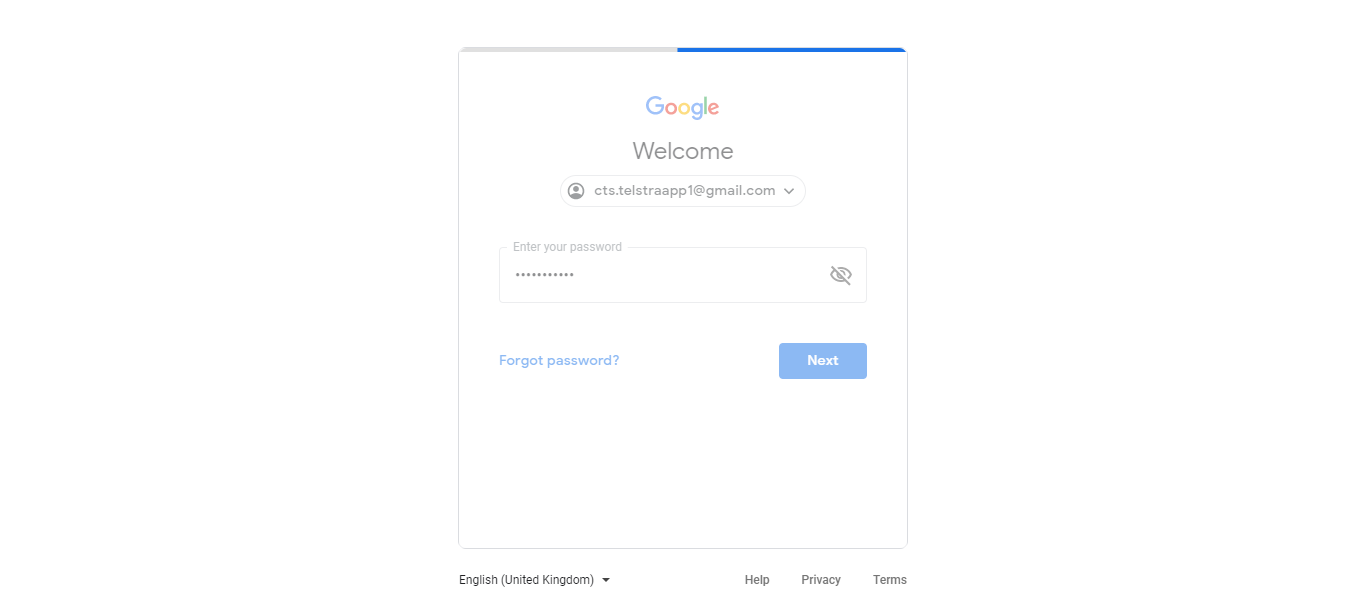 Google
Welcome
cts.telstraapp1@gmail.com
Enter your password
•••••••••••
Forgot password?
Next
English (United Kingdom)
Help
Privacy
Terms